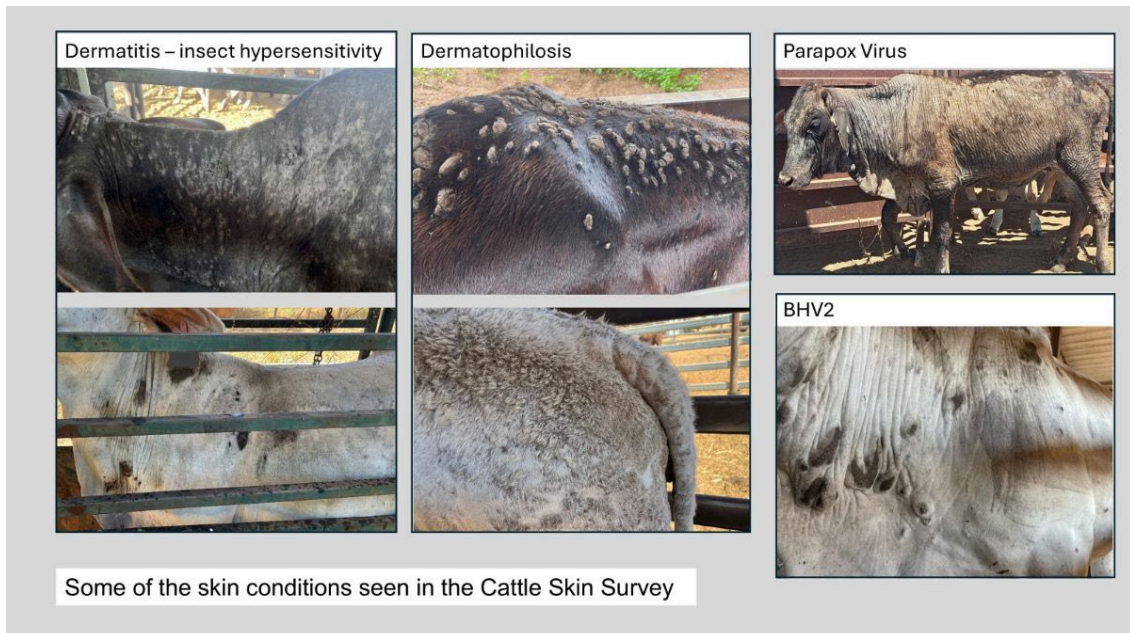 Dermatitis – insect hypersensitivity
Dermatophilosis
Parapox Virus
BHV2
Some of the skin conditions seen in the Cattle Skin Survey